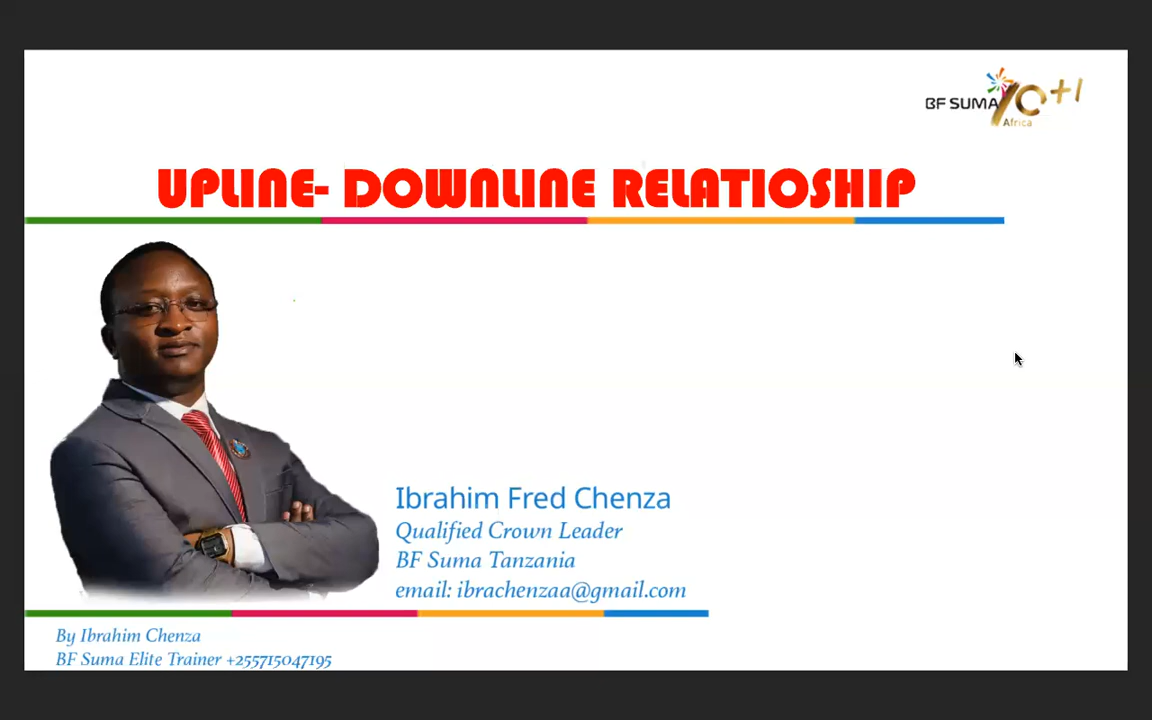 BF SUMA 10+1
Africa
UPLINE- DOWNLINE RELATIOSHIP
Ibrahim Fred Chenza
Qualified Crown Leader
BF Suma Tanzania
email: ibrachenzaa@gmail.com
By Ibrahim Chenza
BF Suma Elite Trainer +255715047195